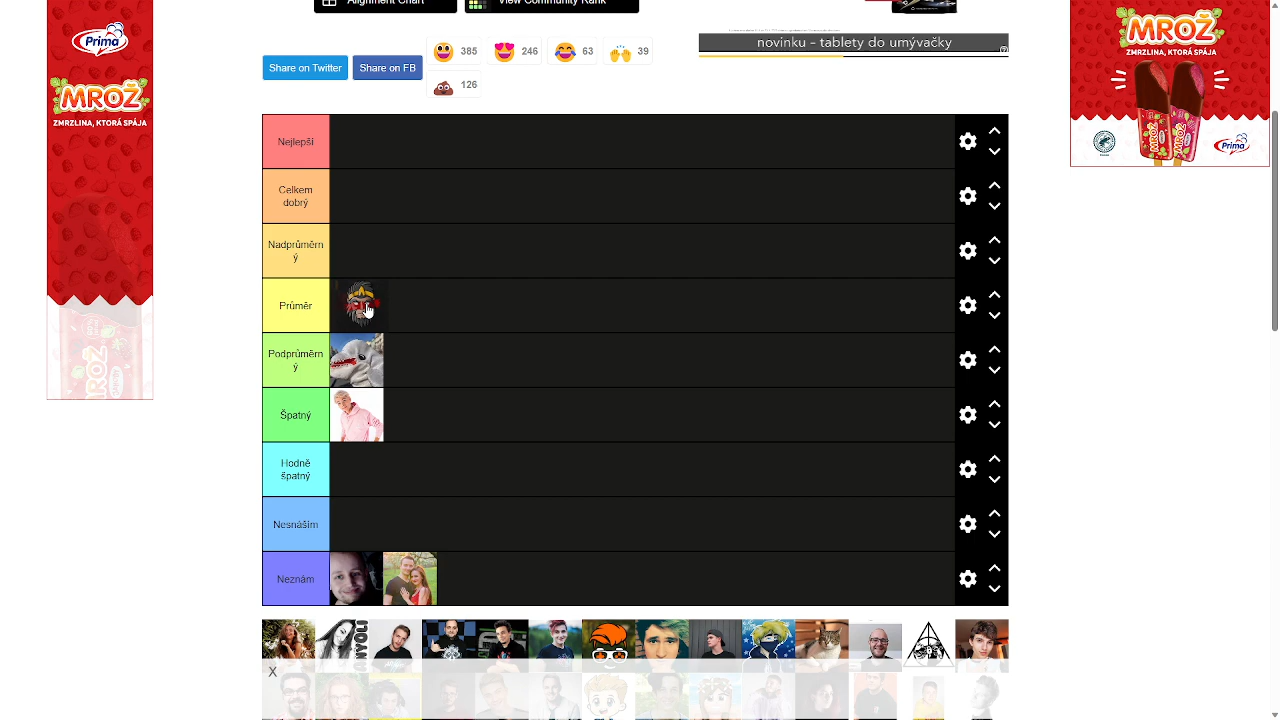 Alignment Chart
View Community Rank
Share on Twitter
Share on FB
385
246
63
39
126
novinku - tablety do umývačky
Prima
MROŽ
ZMRZLINA, KTORÁ SPÁJA
MROŽ
ZMRZLINA, KTORÁ SPÁJA
Prima
Nejlepší
Celkem
dobrý
Nadprůměrn
ý
Průměr
Podprůměrn
ý
Špatný
Hodně
špatný
Nesnáším
Neznám
X